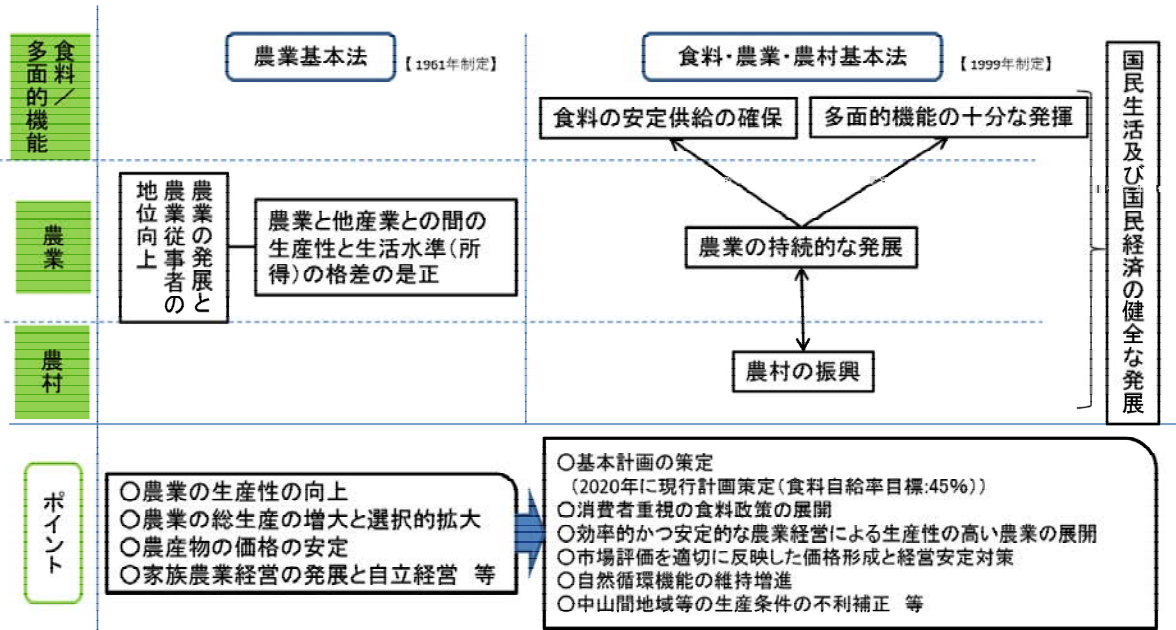 食料／
多面的機能
農業基本法
【1961年制定】
食料・農業・農村基本法
【1999年制定】
食料の安定供給の確保
多面的機能の十分な発揮
国民生活及び国民経済の健全な発展
農業
農業の発展と
農業従事者の
地位向上
農業と他産業との間の
生産性と生活水準（所
得）の格差の是正
農業の持続的な発展
農村
農村の振興
ポイント
〇農業の生産性の向上
〇農業の総生産の増大と選択的拡大
〇農産物の価格の安定
〇家族農業経営の発展と自立経営　等
〇基本計画の策定
（2020年に現行計画策定（食料自給率目標：45%））
〇消費者重視の食料政策の展開
〇効率的かつ安定的な農業経営による生産性の高い農業の展開
〇市場評価を適切に反映した価格形成と経営安定対策
〇自然循環機能の維持増進
〇中山間地域等の生産条件の不利補正　等